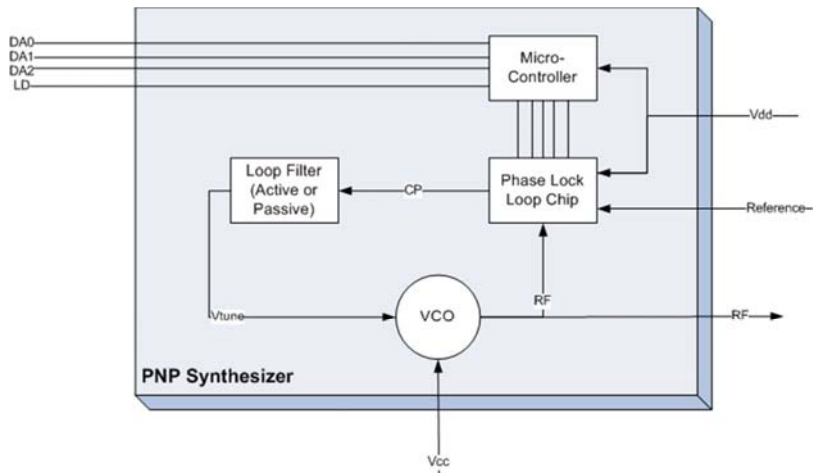 DA0
DA1
DA2
LD
Micro-
Controller
Vdd
Loop Filter
(Active or
Passive)
CP
Phase Lock
Loop Chip
Reference
RF
Vtune
VCO
RF
PNP Synthesizer
Vcc